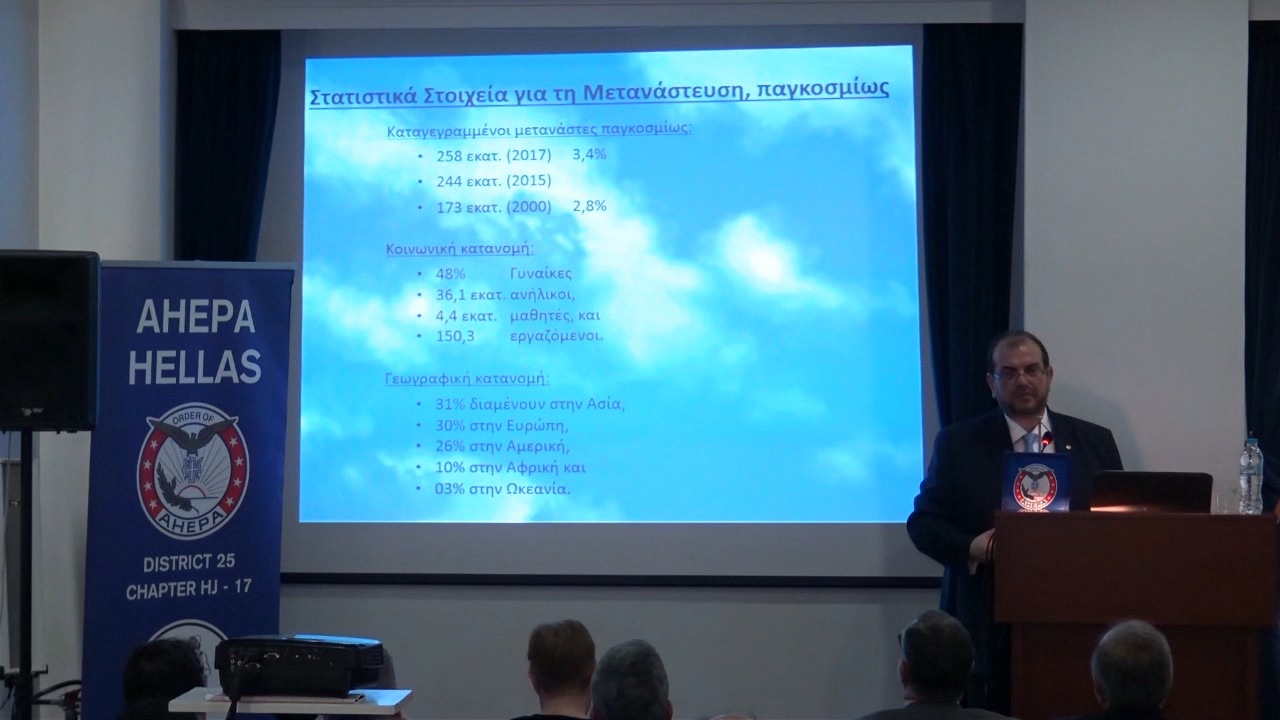 Στατιστικά Στοιχεία για τη Μετανάστευση, παγκοσμίως
Καταγεγραμμένοι μετανάστες παγκοσμίως:
• 258 εκατ. (2017) 3,4%
• 244 εκατ. (2015)
• 173 εκατ. (2000) 2,8%
Κοινωνική κατανομή:
• 48% Γυναίκες
• 36,1 εκατ. ανήλικοι,
• 4,4 εκατ. μαθητές, και
• 150,3 εργαζόμενοι.
Γεωγραφική κατανομή:
• 31% διαμένουν στην Ασία,
• 30% στην Ευρώπη,
• 26% στην Αμερική,
• 10% στην Αφρική και
• 03% στην Ωκεανία.
AHEPA
HELLAS
ORDER OF
AHEPA
DISTRICT 25
CHAPTER HJ - 17
AHEPA